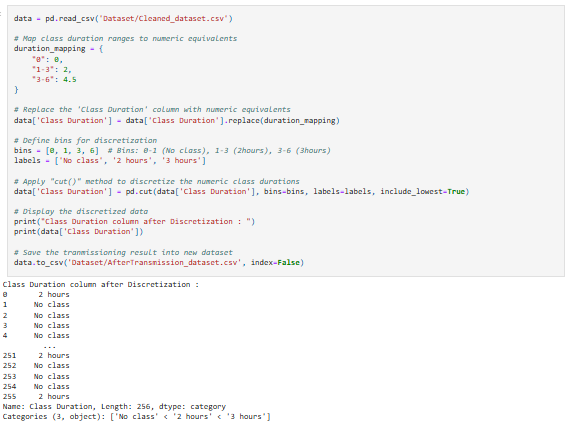 data = pd.read_csv('Dataset/Cleaned_dataset.csv')
# Map class duration ranges to numeric equivalents
duration_mapping = {
"0": 0,
"1-3": 2,
"3-6": 4.5
}
# Replace the 'Class Duration' column with numeric equivalents
data['Class Duration'] = data['Class Duration'].replace(duration_mapping)
# Define bins for discretization
bins = [0, 1, 3, 6] # Bins: 0-1 (No class), 1-3 (2hours), 3-6 (3hours)
labels = ['No class', '2 hours', '3 hours']
# Apply "cut()" method to discretize the numeric class durations
data['Class Duration'] = pd.cut(data['Class Duration'], bins=bins, labels=labels, include_lowest=True)
# Display the discretized data
print("Class Duration column after Discretization : ")
print(data['Class Duration'])
# Save the tranmissioning result into new dataset
data.to_csv('Dataset/AfterTransmission_dataset.csv', index=False)
Class Duration column after Discretization :
0 2 hours
1 No class
2 No class
3 No class
4 No class
...
251 2 hours
252 No class
253 No class
254 No class
255 2 hours
Name: Class Duration, Length: 256, dtype: category
Categories (3, object): ['No class' < '2 hours' < '3 hours']